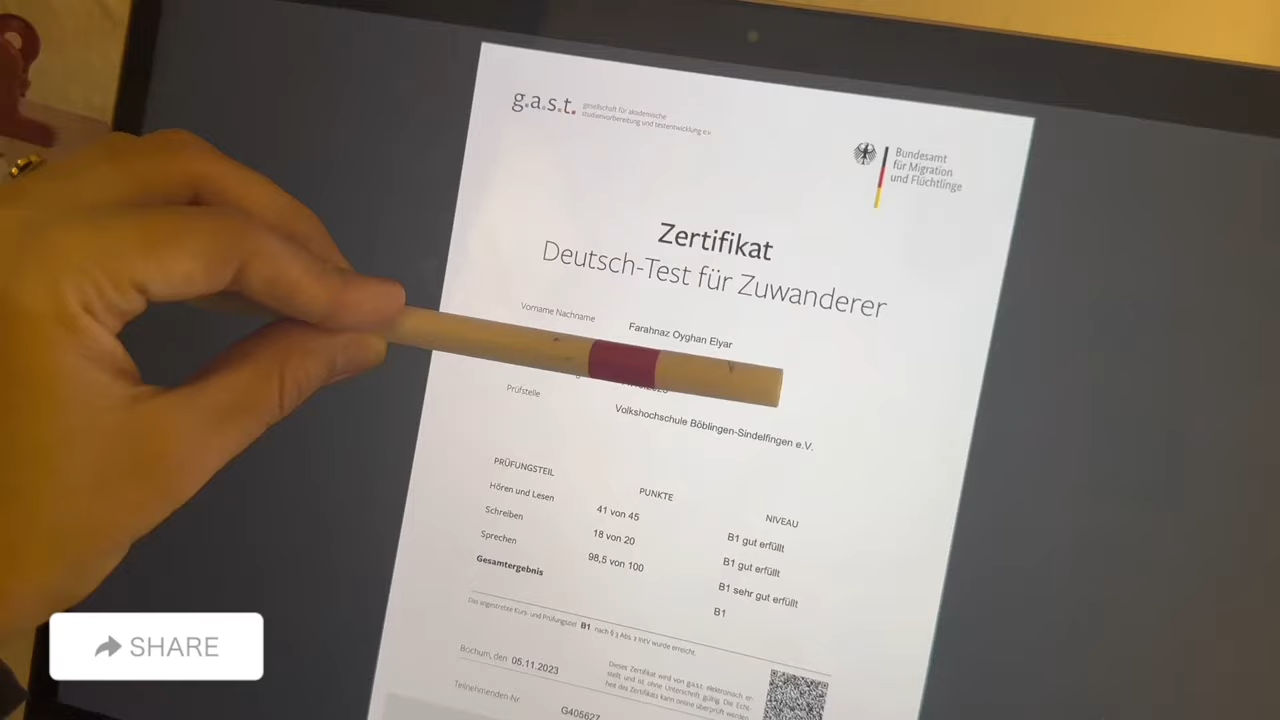 g.a.s.t. gesellschaft für akademische
studienvorbereitung und testentwicklung e.v.
Bundesamt
für Migration
und Flüchtlinge
Zertifikat
Deutsch-Test für Zuwanderer
Vorname Nachname Farahnaz Oyghan Elyar
Prüfstelle Volkshochschule Böblingen-Sindelfingen e.V.
PRÜFUNGSTEIL PUNKTE NIVEAU
Hören und Lesen 41 von 45 B1 gut erfüllt
Schreiben 18 von 20 B1 gut erfüllt
Sprechen 98,5 von 100 B1 sehr gut erfüllt
Gesamtergebnis B1
Das angestrebte Kurs- und Prüfungsziel B1 nach § 3 Abs. 2 IntV wurde erreicht.
Bochum, den 05.11.2023
Dieses Zertifikat wird von g.a.s.t. elektronisch er-
stellt und ist ohne Unterschrift gültig. Die Echt-
heit des Zertifikats kann online überprüft werden.
Teilnehmenden Nr G405627
SHARE